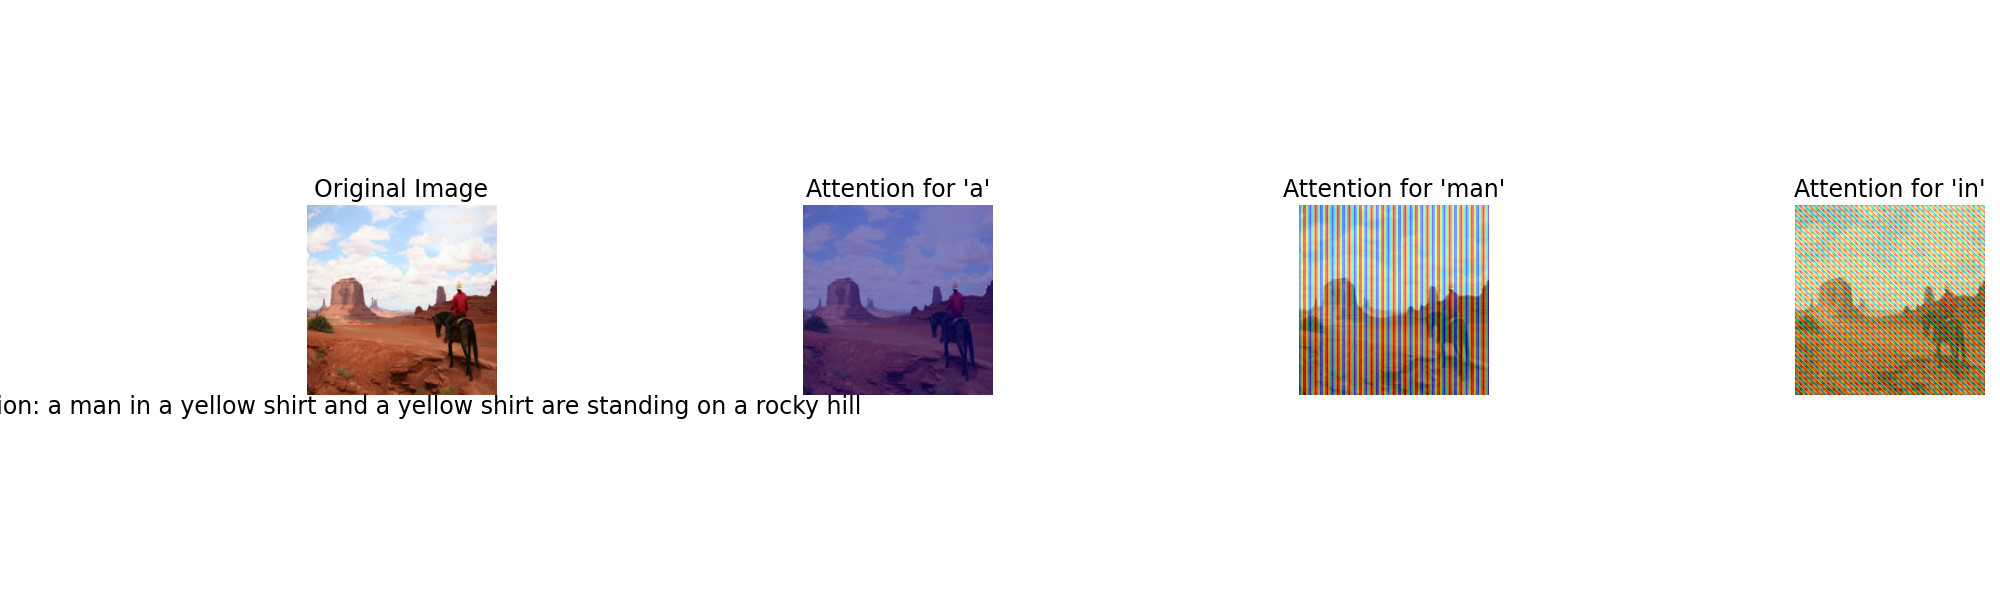 Original Image
Attention for 'a'
Attention for 'man'
Attention for 'in'
ion: a man in a yellow shirt and a yellow shirt are standing on a rocky hill